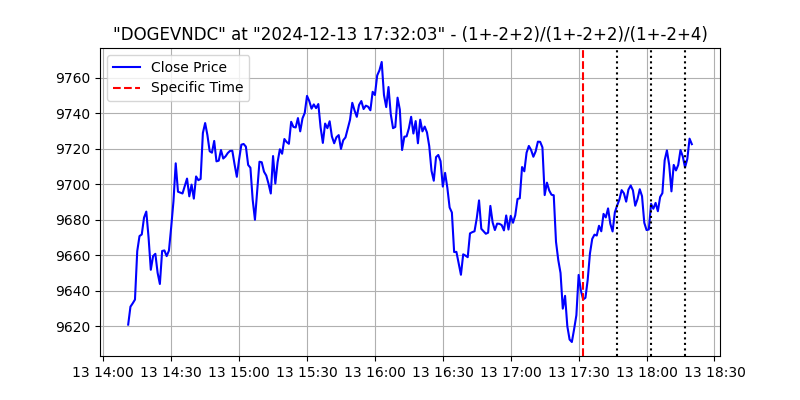 "DOGEVNDC" at "2024-12-13 17:32:03" - (1+-2+2)/(1+-2+2)/(1+-2+4)
Close Price
Specific Time
9760
9740
9720
9700
9680
9660
9640
9620
13 14:00 13 14:30 13 15:00 13 15:30 13 16:00 13 16:30 13 17:00 13 17:30 13 18:00 13 18:30